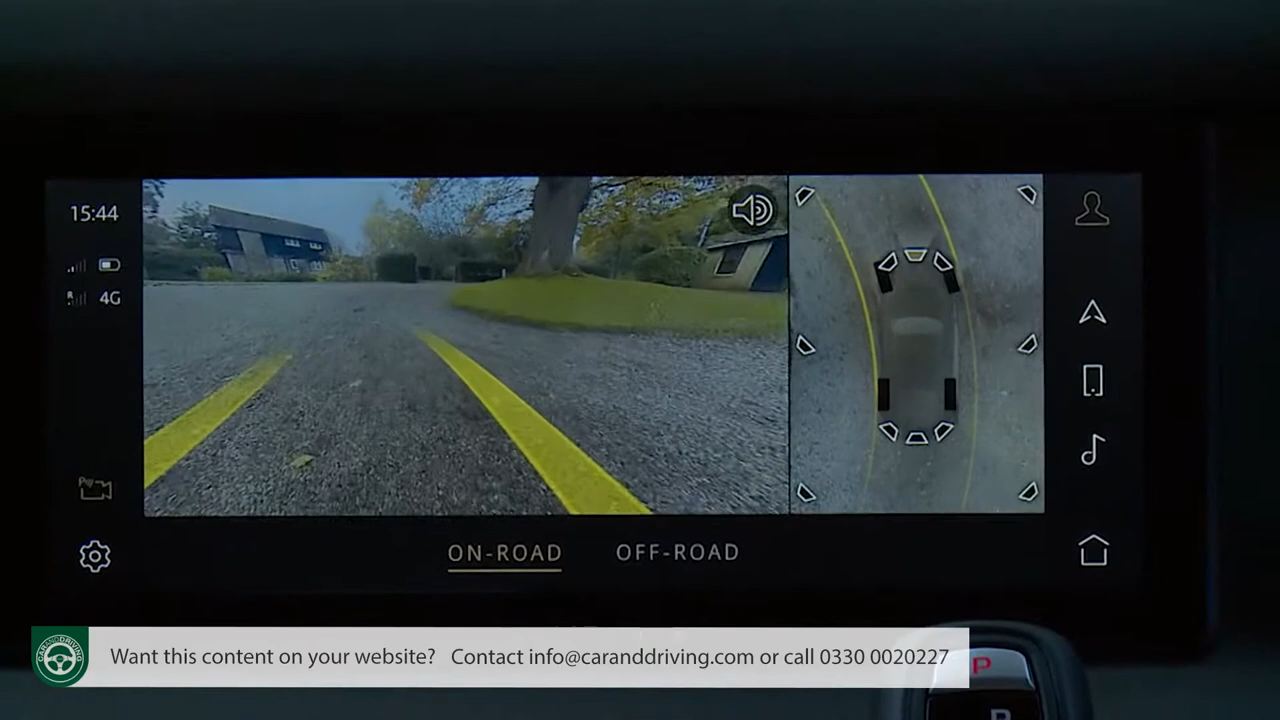 15:44
4G
R
ON-ROAD
OFF-ROAD
CARANDDRIVING
Want this content on your website? Contact info@caranddriving.com or call 0330 0020227
P
R